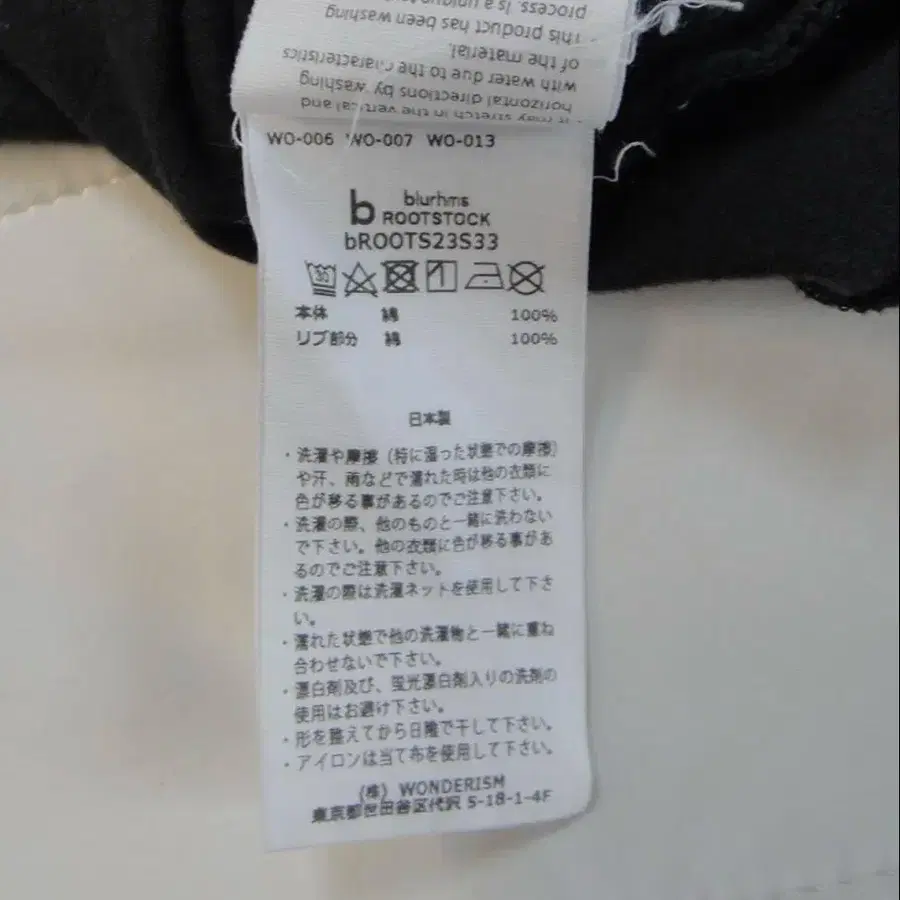 - It may stretch in the vertical and
horizontal directions by washing
with water due to the characteristics
of the material.
- This product has been washing
process. Is a unique
WO-006 WO-007 WO-013
b blurhms
ROOTSTOCK
bROOTS23S33
30
本体 綿 100%
リブ部分 綿 100%
日本製
・洗濯や摩擦（特に湿った状態での摩擦）
や汗、雨などで濡れた時は他の衣類に
色が移る事があるのでご注意下さい。
・洗濯の際、他のものと一緒に洗わない
で下さい。他の衣類に色が移る事があ
るのでご注意下さい。
・洗濯の際は洗濯ネットを使用して下さ
い。
・濡れた状態で他の洗濯物と一緒に重ね
合わせないで下さい。
・漂白剤及び、蛍光漂白剤入りの洗剤の
使用はお避け下さい。
・形を整えてから日陰で干して下さい。
・アイロンは当て布を使用して下さい。
(株) WONDERISM
東京都世田谷区代沢 5-18-1-4F